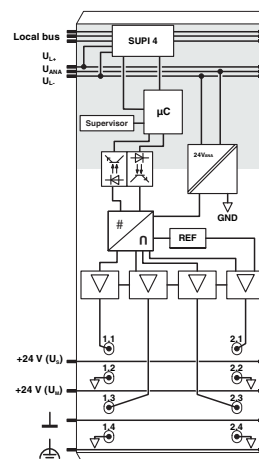 Local bus
SUPI 4
UL+
UANA
UL-
µC
Supervisor
24VANA
GND
#
REF
1.1
2.1
+24 V (US)
1.2
2.2
+24 V (UM)
1.3
2.3
1.4
2.4